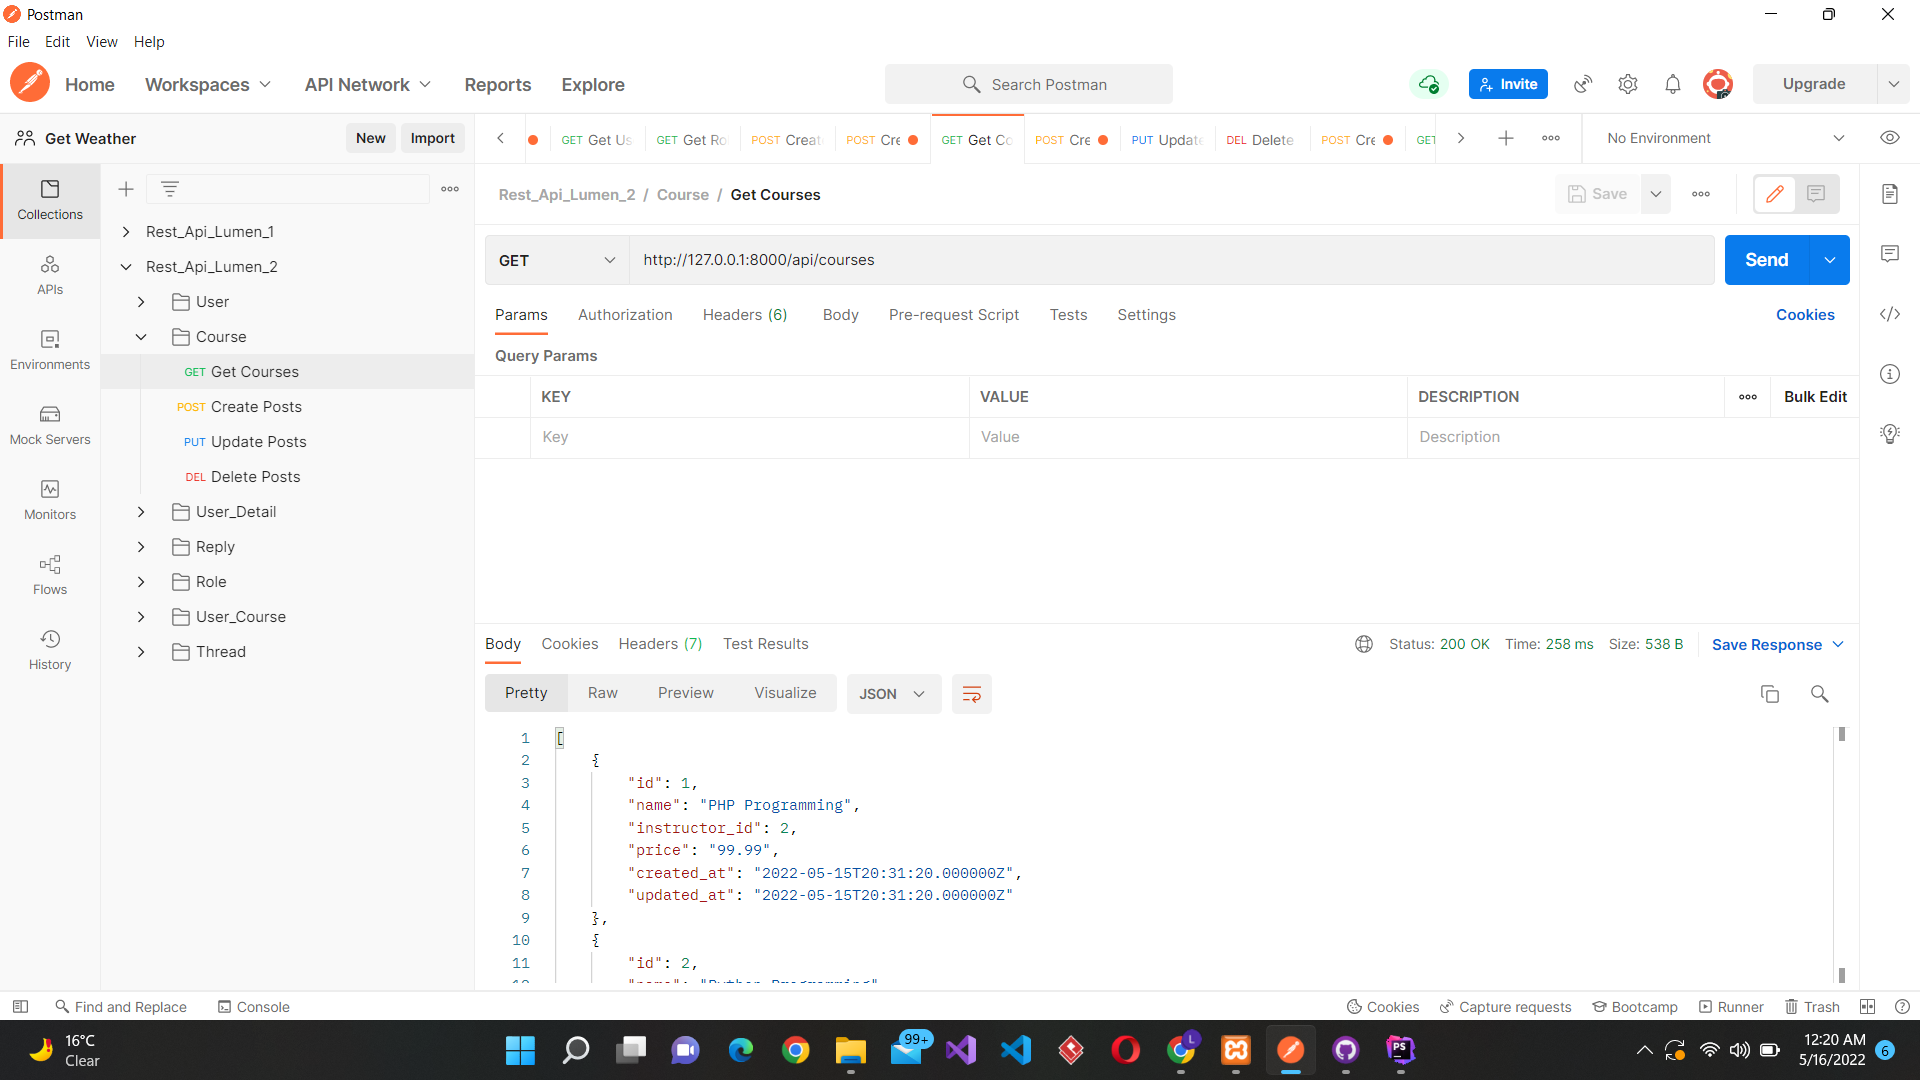 Postman
File Edit View Help
Home Workspaces API Network Reports Explore
Search Postman
Invite
Upgrade
Get Weather
New Import
GET Get Us
GET Get Ro
POST Creat
POST Cre
GET Get Co
POST Cre
PUT Updat
DEL Delete
POST Cre
GET
No Environment
Collections
APIs
Environments
Mock Servers
Monitors
Flows
History
Rest_Api_Lumen_1
Rest_Api_Lumen_2
User
Course
GET Get Courses
POST Create Posts
PUT Update Posts
DEL Delete Posts
User_Detail
Reply
Role
User_Course
Thread
Rest_Api_Lumen_2 / Course / Get Courses
Save
GET http://127.0.0.1:8000/api/courses
Send
Params Authorization Headers (6) Body Pre-request Script Tests Settings Cookies
Query Params
KEY VALUE DESCRIPTION Bulk Edit
Key Value Description
Body Cookies Headers (7) Test Results
Status: 200 OK Time: 258 ms Size: 538 B Save Response
Pretty Raw Preview Visualize JSON
1 [
2 {
3 "id": 1,
4 "name": "PHP Programming",
5 "instructor_id": 2,
6 "price": "99.99",
7 "created_at": "2022-05-15T20:31:20.000000Z",
8 "updated_at": "2022-05-15T20:31:20.000000Z"
9 },
10 {
11 "id": 2,
12 "name": "Python Programming"
Find and Replace Console
Cookies Capture requests Bootcamp Runner Trash
16°C
Clear
99+
L
PS
12:20 AM
5/16/2022
6